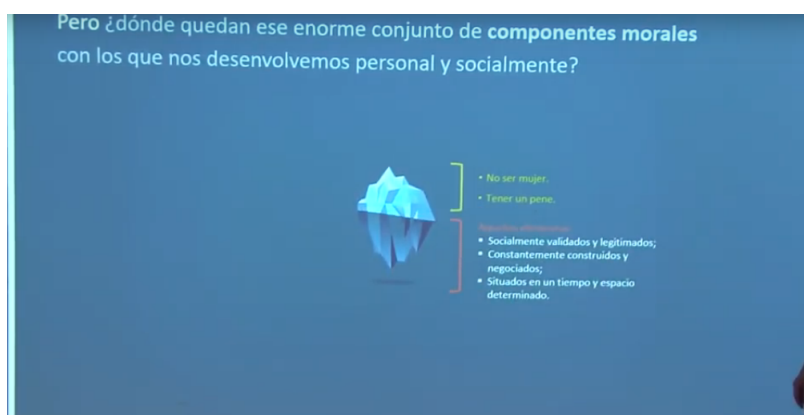 Pero ¿dónde quedan ese enorme conjunto de componentes morales
con los que nos desenvolvemos personal y socialmente?
• No ser mujer.
• Tener un pene.
▪ Socialmente validados y legitimados;
▪ Constantemente construidos y
negociados;
▪ Situados en un tiempo y espacio
determinado.